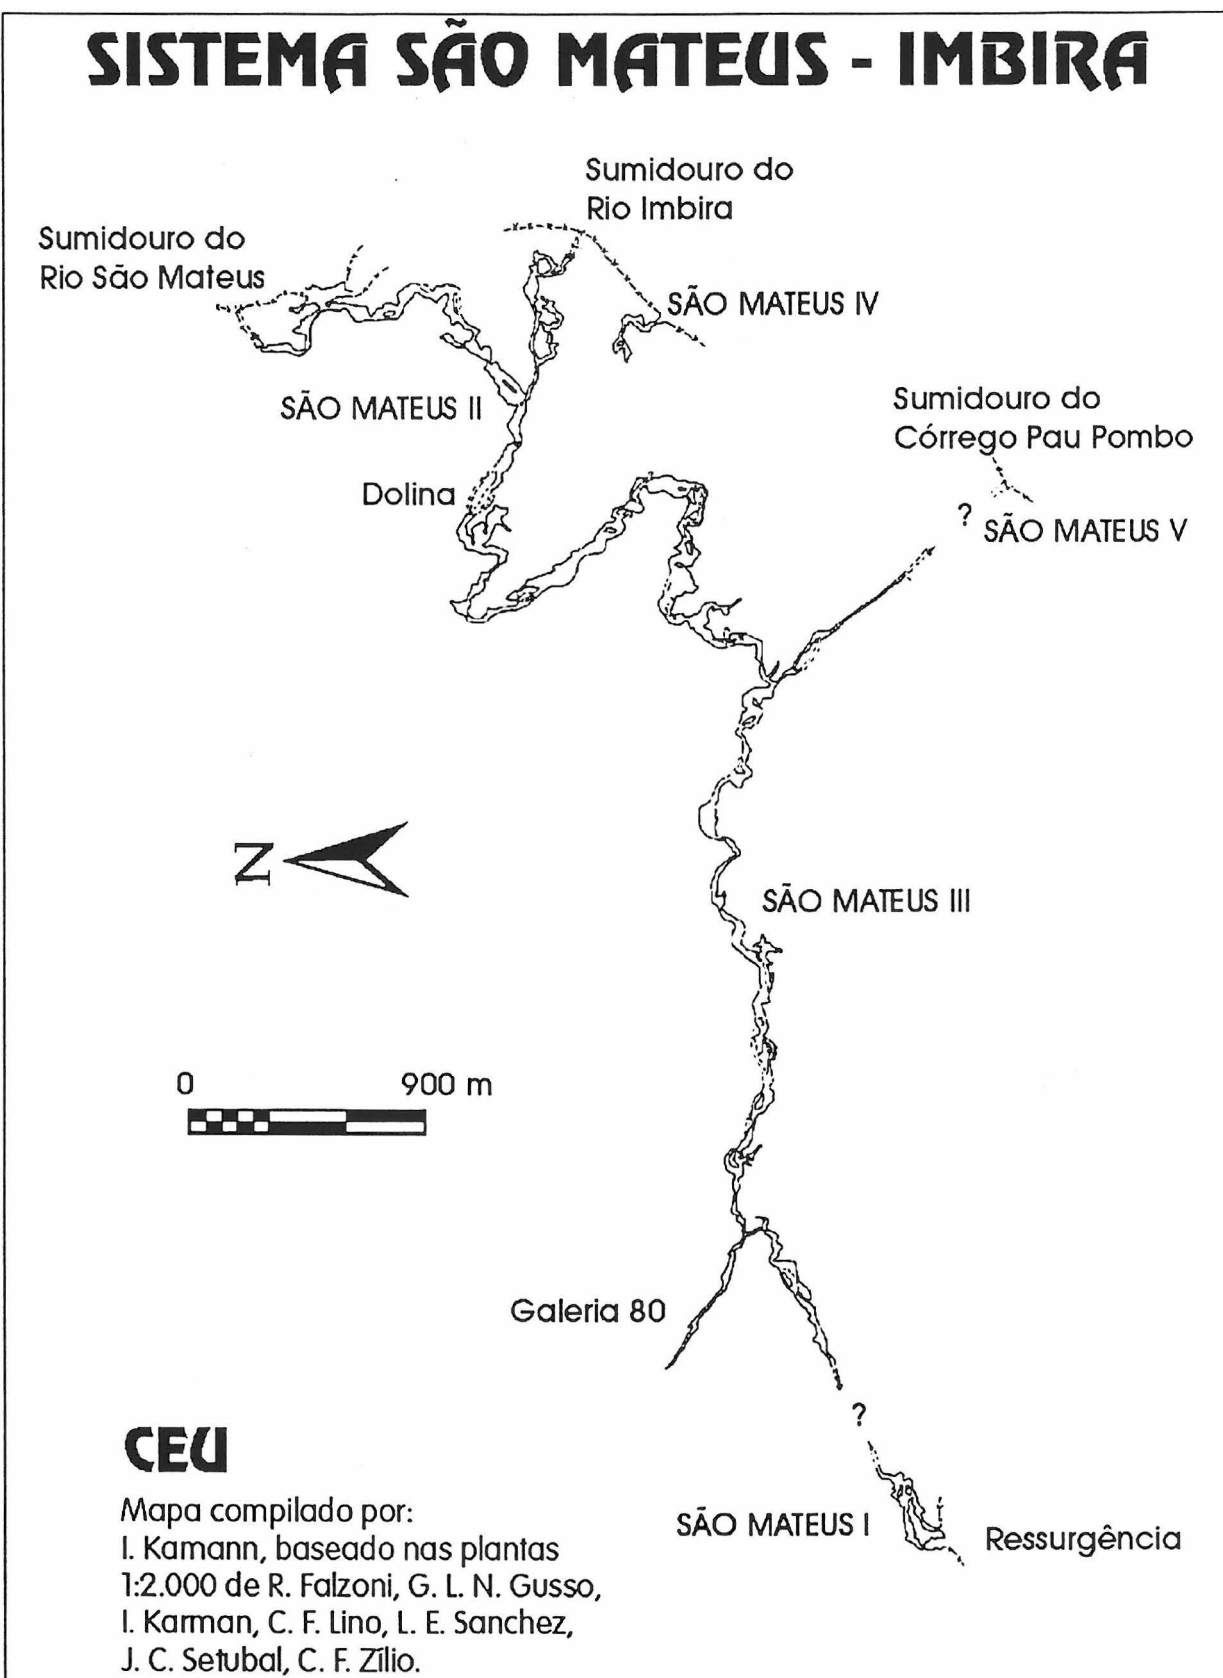 SISTEMA SÃO MATEUS - IMBIRA
Sumidouro do
Rio Imbira
Sumidouro do
Rio São Mateus
SÃO MATEUS IV
SÃO MATEUS II
Sumidouro do
Córrego Pau Pombo
Dolina
?
SÃO MATEUS V
N
SÃO MATEUS III
0 900 m
Galeria 80
?
SÃO MATEUS I
Ressurgência
CEU
Mapa compilado por:
I. Kamann, baseado nas plantas
1:2.000 de R. Falzoni, G. L. N. Gusso,
I. Karman, C. F. Lino, L. E. Sanchez,
J. C. Setubal, C. F. Zílio.